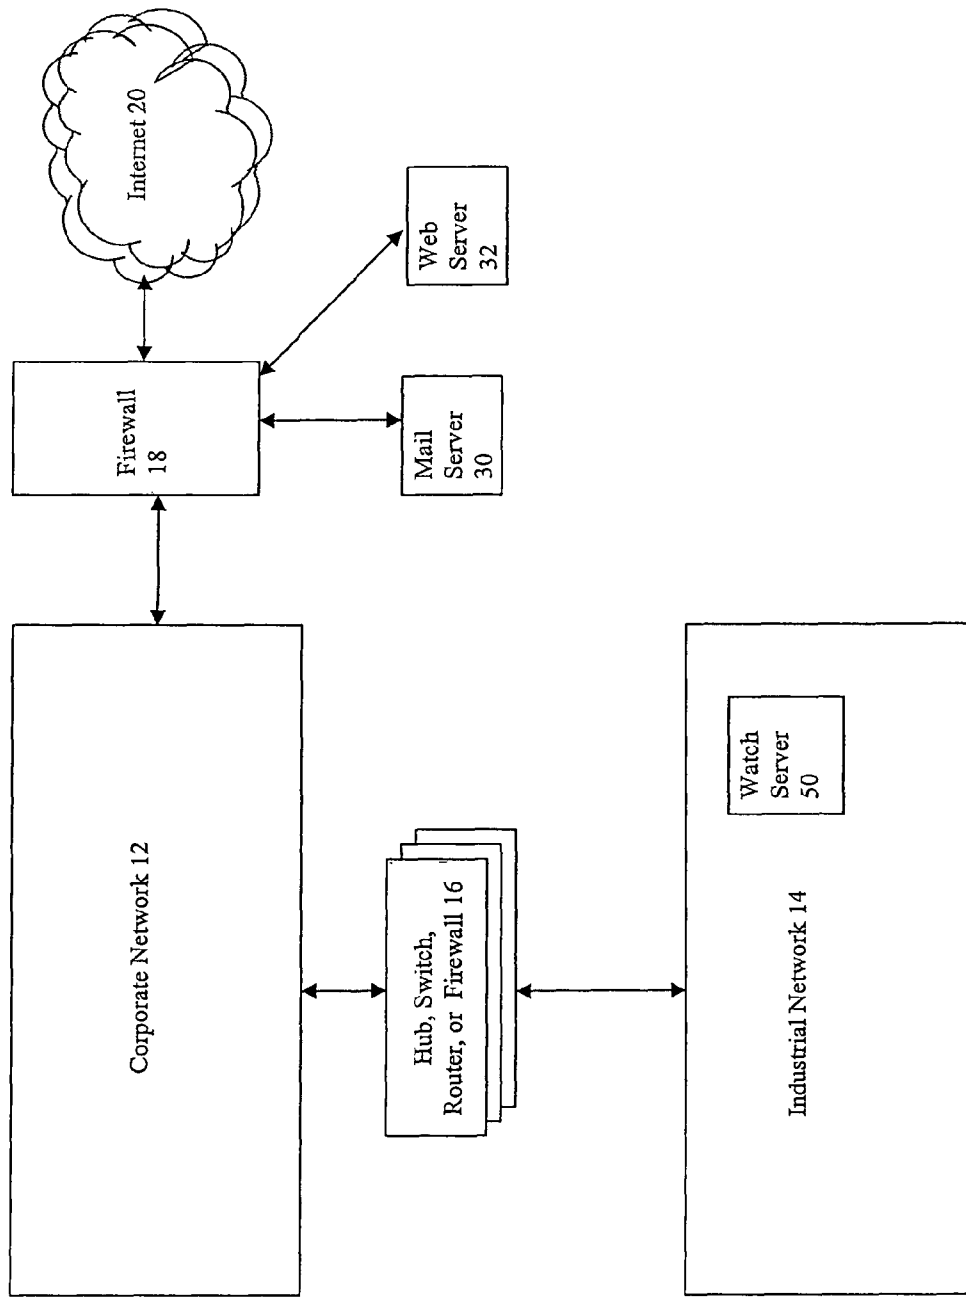 Corporate Network 12
Firewall
18
Internet 20
Hub, Switch,
Router, or Firewall 16
Mail
Server
30
Web
Server
32
Industrial Network 14
Watch
Server
50